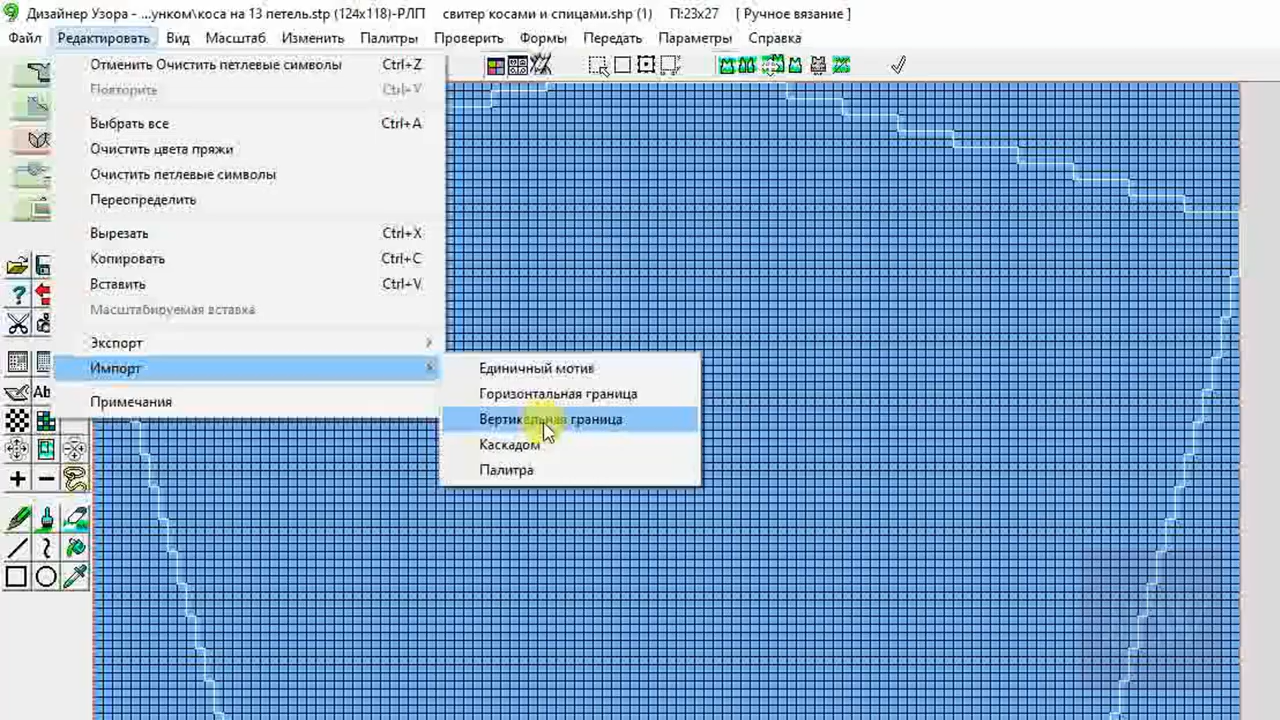 Дизайнер Узора - ...унком\коса на 13 петель.stp (124x118)-РЛП свитер косами и спицами.shp (1) П:23x27 [ Ручное вязание ]
Файл Редактировать Вид Масштаб Изменить Палитры Проверить Формы Передать Параметры Справка
Отменить Очистить петлевые символы Ctrl+Z
Повторить Ctrl+Y
Выбрать все Ctrl+A
Очистить цвета пряжи
Очистить петлевые символы
Переопределить
Вырезать Ctrl+X
Копировать Ctrl+C
Вставить Ctrl+V
Масштабируемая вставка
Экспорт
Импорт
Примечания
Единичный мотив
Горизонтальная граница
Вертикальная граница
Каскадом
Палитра
Ab